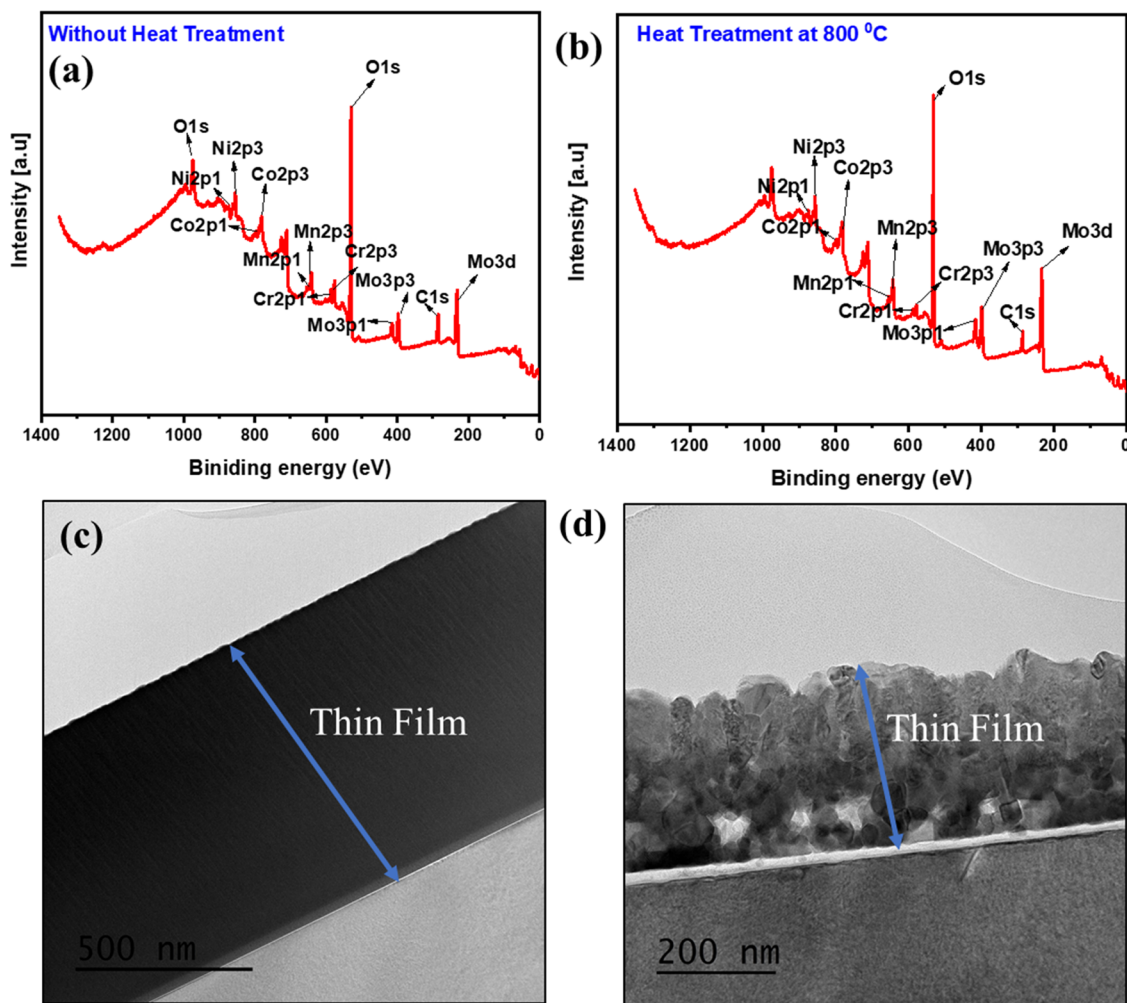 Without Heat Treatment
(a)
O1s
O1s
Ni2p3
Ni2p1
Co2p3
Co2p1
Mn2p3
Mn2p1
Cr2p3
Cr2p1
Mo3p3
Mo3p1
C1s
Mo3d
Intensity [a.u]
1400 1200 1000 800 600 400 200 0
Biniding energy (eV)
(b)
Heat Treatment at 800 ⁰C
O1s
Ni2p3
Ni2p1
Co2p3
Co2p1
Mn2p3
Mn2p1
Cr2p3
Cr2p1
Mo3p3
Mo3p1
C1s
Mo3d
Intensity [a.u]
1400 1200 1000 800 600 400 200 0
Binding energy (eV)
(c)
Thin Film
500 nm
(d)
Thin Film
200 nm